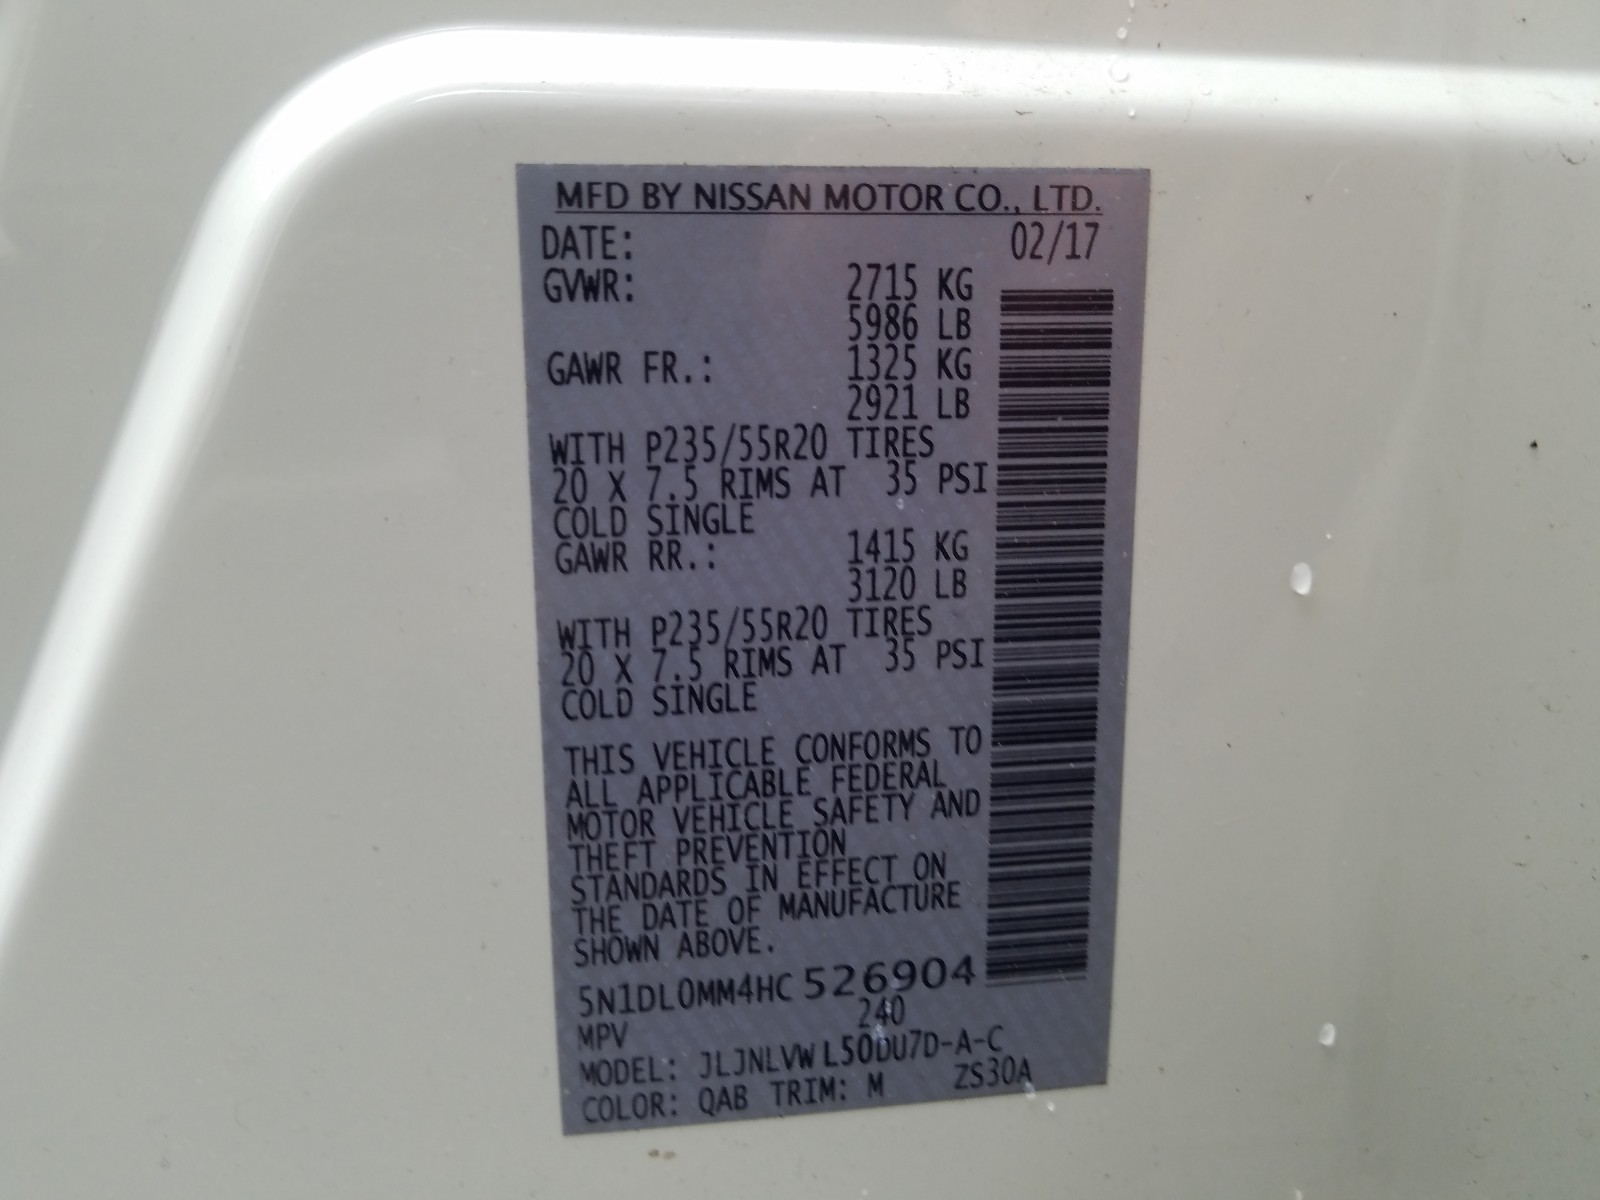 MFD BY NISSAN MOTOR CO., LTD.
DATE: 02/17
GVWR: 2715 KG
5986 LB
GAWR FR.: 1325 KG
2921 LB
WITH P235/55R20 TIRES
20 X 7.5 RIMS AT 35 PSI
COLD SINGLE
GAWR RR.: 1415 KG
3120 LB
WITH P235/55R20 TIRES
20 X 7.5 RIMS AT 35 PSI
COLD SINGLE
THIS VEHICLE CONFORMS TO
ALL APPLICABLE FEDERAL
MOTOR VEHICLE SAFETY AND
THEFT PREVENTION
STANDARDS IN EFFECT ON
THE DATE OF MANUFACTURE
SHOWN ABOVE.
5N1DL0MM4HC 526904
MPV 240
MODEL: JLJNLVW L50DU7D-A-C
COLOR: QAB TRIM: M ZS30A